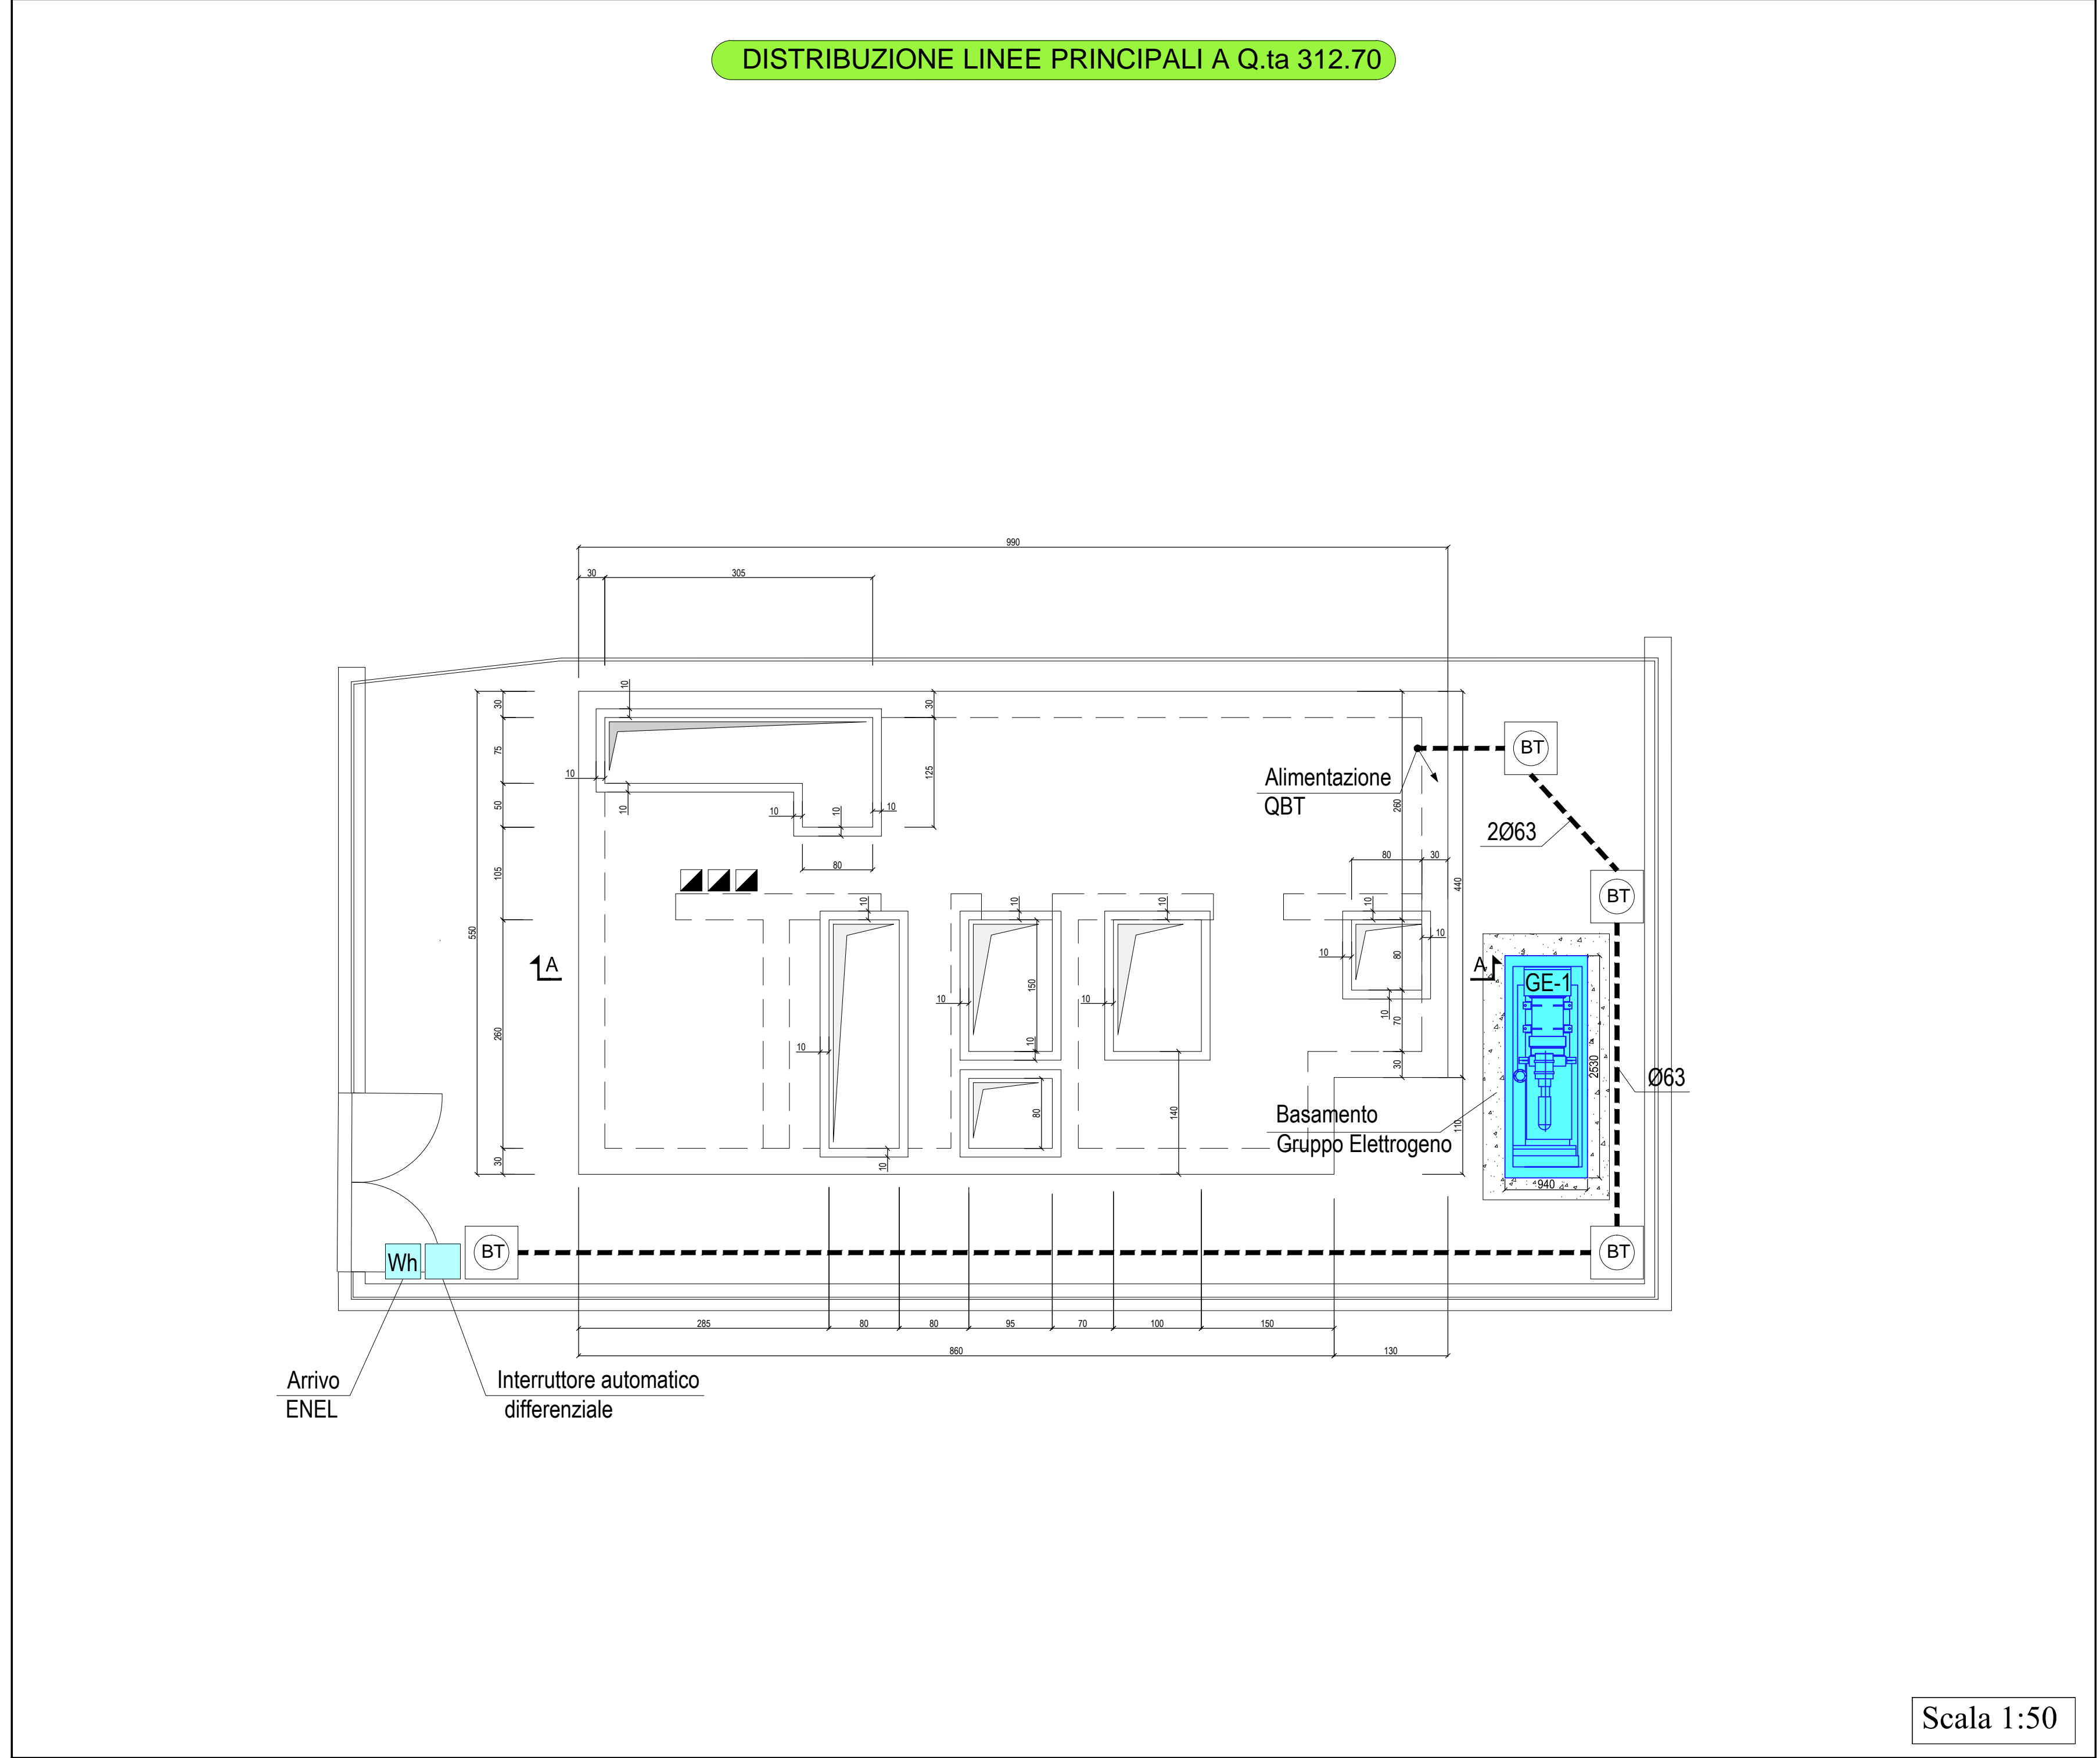 DISTRIBUZIONE LINEE PRINCIPALI A Q.ta 312.70
990
30
305
10
30
30
75
10
125
BT
Alimentazione
QBT
50
10
10
10
10
260
2Ø63
80
80
30
105
440
10
10
10
10
BT
550
10
10
A
80
A
GE-1
150
10
10
10
70
260
10
10
30
2530
Ø63
80
140
Basamento
Gruppo Elettrogeno
110
30
10
940
Wh
BT
BT
285
80
80
95
70
100
150
860
130
Arrivo
ENEL
Interruttore automatico
differenziale
Scala 1:50